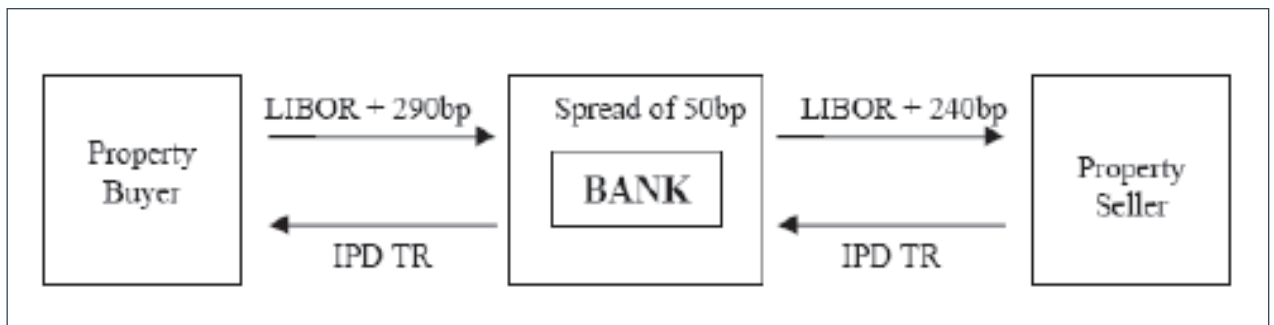 Property
Buyer
LIBOR + 290bp
IPD TR
Spread of 50bp
BANK
LIBOR + 240bp
IPD TR
Property
Seller